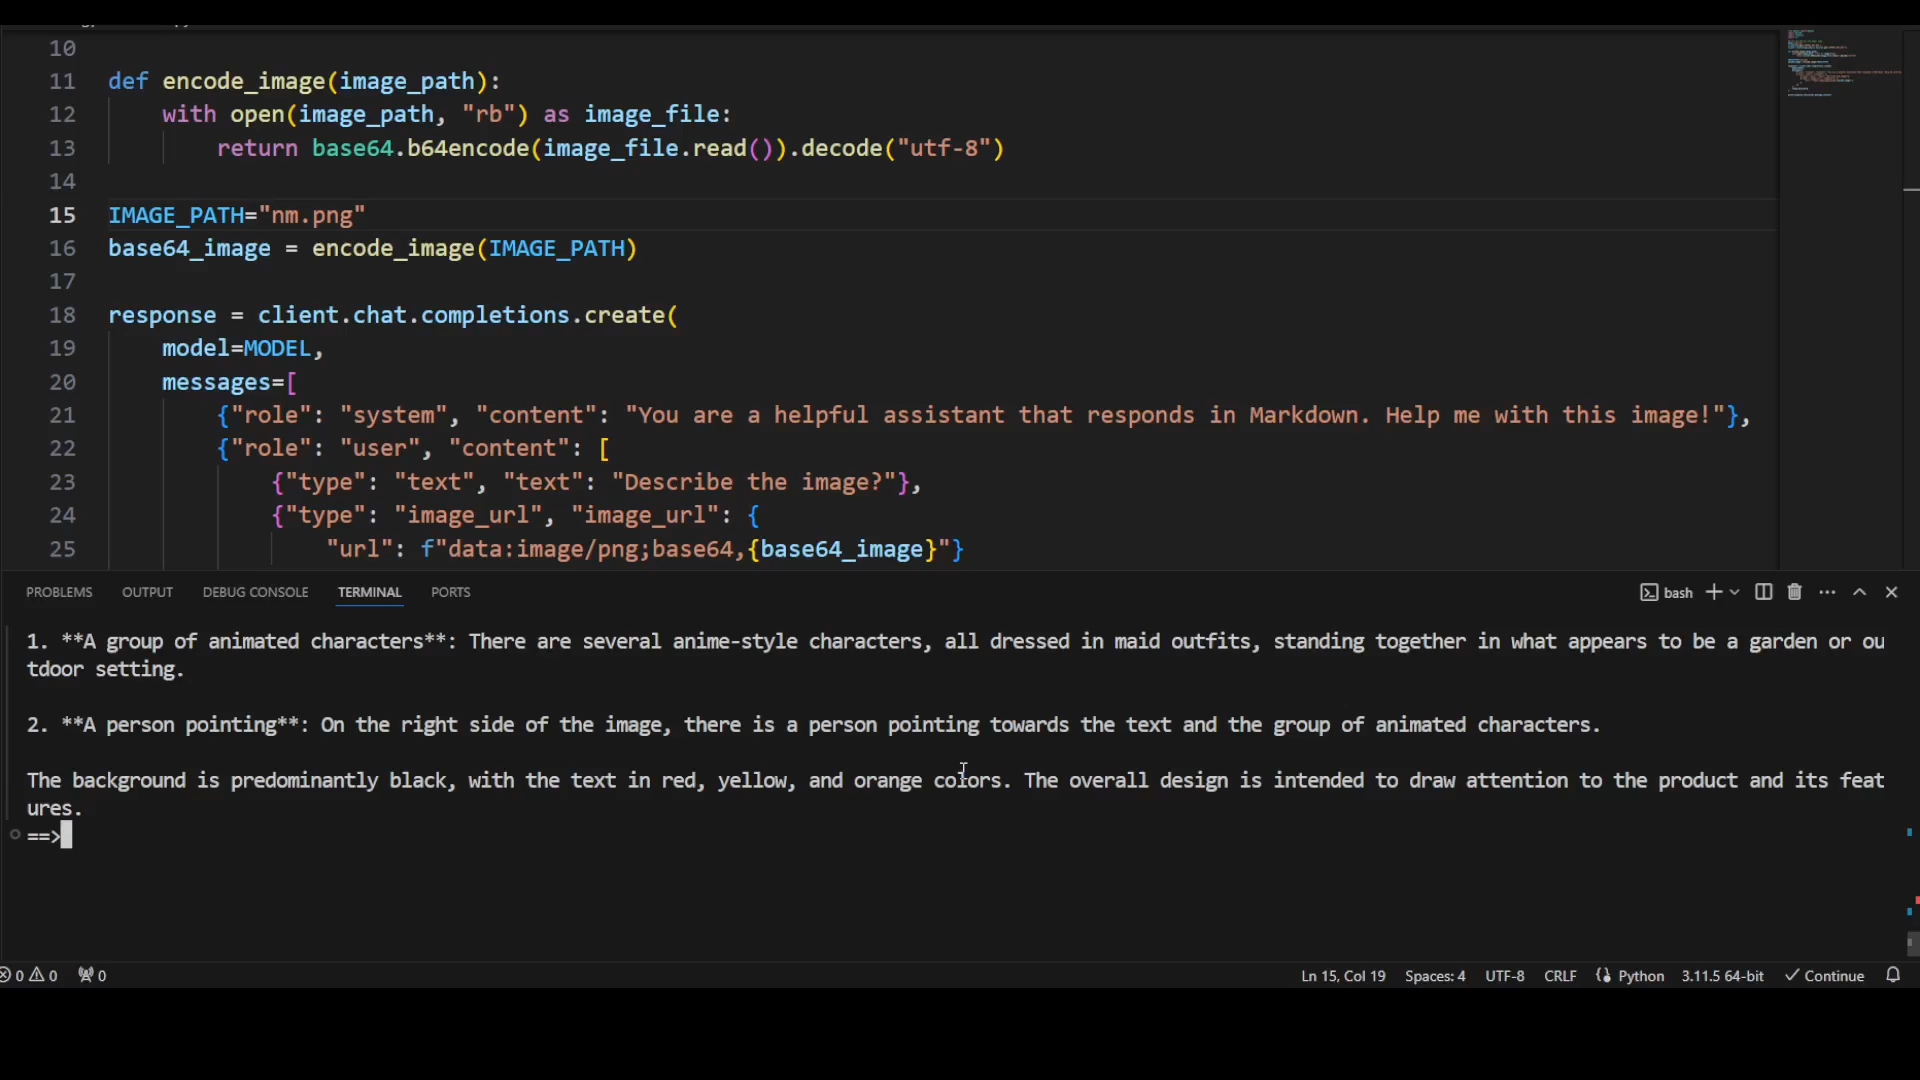 10
11 def encode_image(image_path):
12 with open(image_path, "rb") as image_file:
13 return base64.b64encode(image_file.read()).decode("utf-8")
14
15 IMAGE_PATH="nm.png"
16 base64_image = encode_image(IMAGE_PATH)
17
18 response = client.chat.completions.create(
19 model=MODEL,
20 messages=[
21 {"role": "system", "content": "You are a helpful assistant that responds in Markdown. Help me with this image!"},
22 {"role": "user", "content": [
23 {"type": "text", "text": "Describe the image?"},
24 {"type": "image_url", "image_url": {
25 "url": f"data:image/png;base64,{base64_image}"}
PROBLEMS OUTPUT DEBUG CONSOLE TERMINAL PORTS bash
1. **A group of animated characters**: There are several anime-style characters, all dressed in maid outfits, standing together in what appears to be a garden or ou
tdoor setting.
2. **A person pointing**: On the right side of the image, there is a person pointing towards the text and the group of animated characters.
The background is predominantly black, with the text in red, yellow, and orange colors. The overall design is intended to draw attention to the product and its feat
ures.
==>
0 0 0 Ln 15, Col 19 Spaces: 4 UTF-8 CRLF Python 3.11.5 64-bit Continue